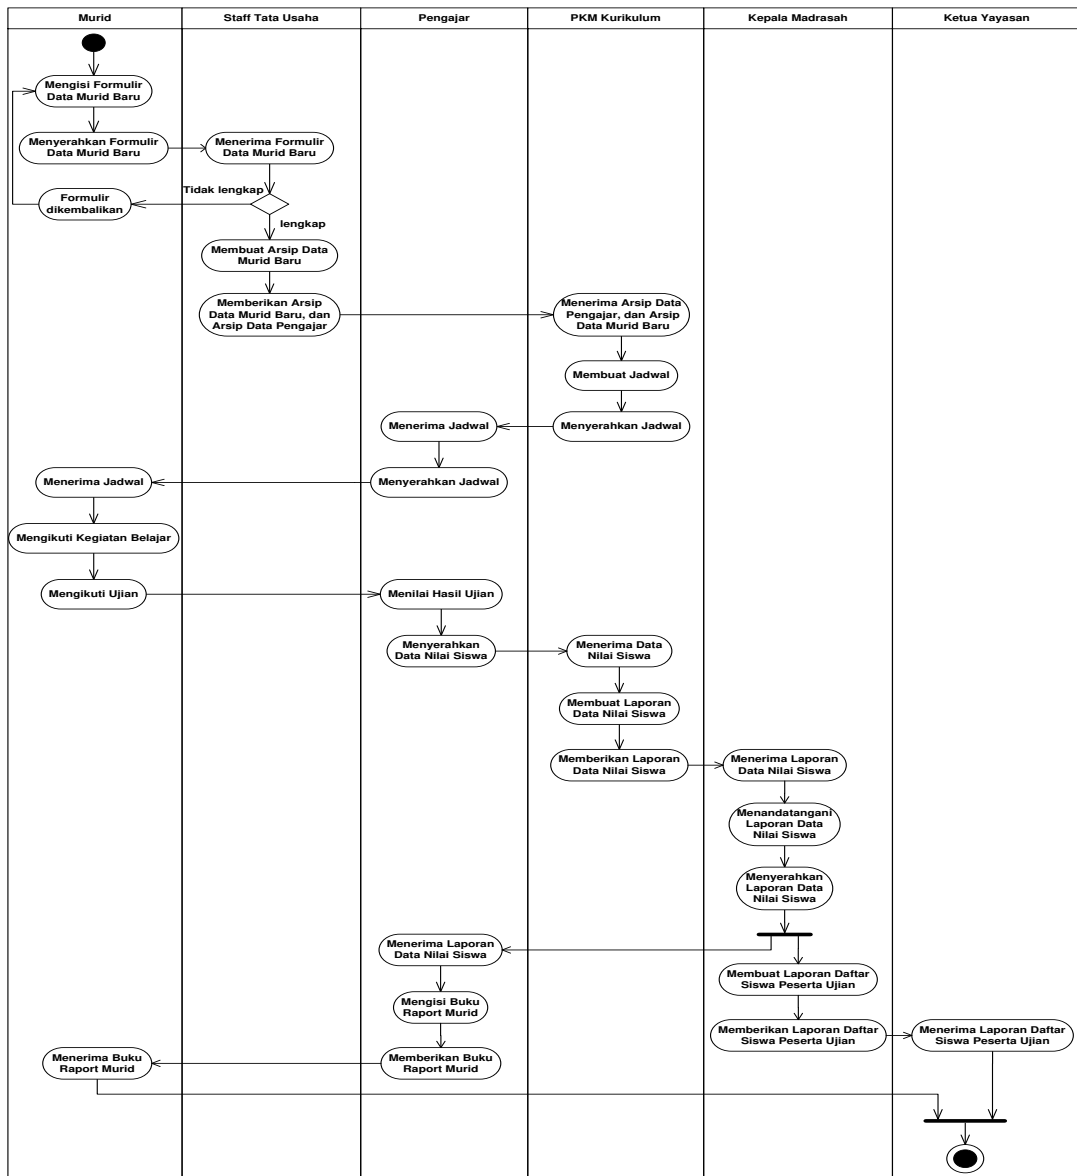 Murid
Staff Tata Usaha
Pengajar
PKM Kurikulum
Kepala Madrasah
Ketua Yayasan
Mengisi Formulir
Data Murid Baru
Menyerahkan Formulir
Data Murid Baru
Menerima Formulir
Data Murid Baru
Tidak lengkap
Formulir
dikembalikan
lengkap
Membuat Arsip Data
Murid Baru
Memberikan Arsip
Data Murid Baru, dan
Arsip Data Pengajar
Menerima Arsip Data
Pengajar, dan Arsip
Data Murid Baru
Membuat Jadwal
Menyerahkan Jadwal
Menerima Jadwal
Menyerahkan Jadwal
Menerima Jadwal
Mengikuti Kegiatan Belajar
Mengikuti Ujian
Menilai Hasil Ujian
Menyerahkan
Data Nilai Siswa
Menerima Data
Nilai Siswa
Membuat Laporan
Data Nilai Siswa
Memberikan Laporan
Data Nilai Siswa
Menerima Laporan
Data Nilai Siswa
Menandatangani
Laporan Data
Nilai Siswa
Menyerahkan
Laporan Data
Nilai Siswa
Menerima Laporan
Data Nilai Siswa
Membuat Laporan Daftar
Siswa Peserta Ujian
Mengisi Buku
Raport Murid
Memberikan Laporan Daftar
Siswa Peserta Ujian
Menerima Laporan Daftar
Siswa Peserta Ujian
Memberikan Buku
Raport Murid
Menerima Buku
Raport Murid